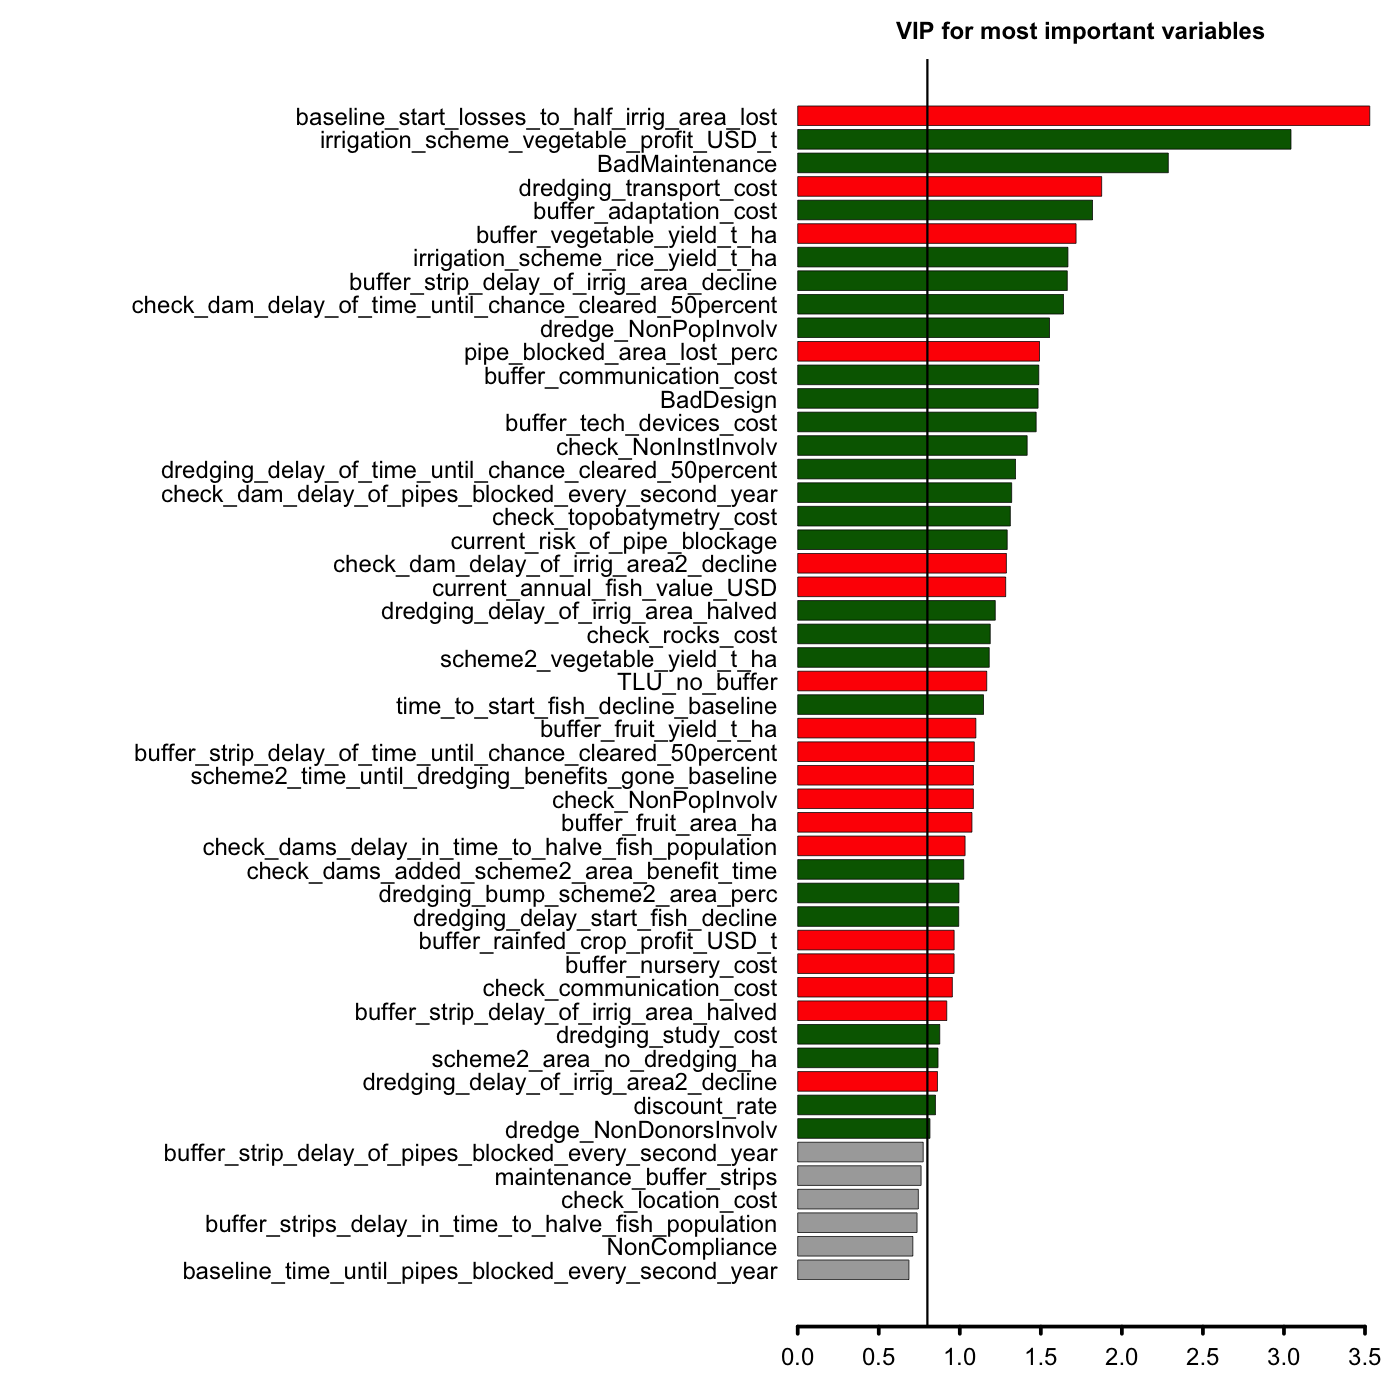 VIP for most important variables
baseline_start_losses_to_half_irrig_area_lost
irrigation_scheme_vegetable_profit_USD_t
BadMaintenance
dredging_transport_cost
buffer_adaptation_cost
buffer_vegetable_yield_t_ha
irrigation_scheme_rice_yield_t_ha
buffer_strip_delay_of_irrig_area_decline
check_dam_delay_of_time_until_chance_cleared_50percent
dredge_NonPopInvolv
pipe_blocked_area_lost_perc
buffer_communication_cost
BadDesign
buffer_tech_devices_cost
check_NonInstInvolv
dredging_delay_of_time_until_chance_cleared_50percent
check_dam_delay_of_pipes_blocked_every_second_year
check_topobatymetry_cost
current_risk_of_pipe_blockage
check_dam_delay_of_irrig_area2_decline
current_annual_fish_value_USD
dredging_delay_of_irrig_area_halved
check_rocks_cost
scheme2_vegetable_yield_t_ha
TLU_no_buffer
time_to_start_fish_decline_baseline
buffer_fruit_yield_t_ha
buffer_strip_delay_of_time_until_chance_cleared_50percent
scheme2_time_until_dredging_benefits_gone_baseline
check_NonPopInvolv
buffer_fruit_area_ha
check_dams_delay_in_time_to_halve_fish_population
check_dams_added_scheme2_area_benefit_time
dredging_bump_scheme2_area_perc
dredging_delay_start_fish_decline
buffer_rainfed_crop_profit_USD_t
buffer_nursery_cost
check_communication_cost
buffer_strip_delay_of_irrig_area_halved
dredging_study_cost
scheme2_area_no_dredging_ha
dredging_delay_of_irrig_area2_decline
discount_rate
dredge_NonDonorsInvolv
buffer_strip_delay_of_pipes_blocked_every_second_year
maintenance_buffer_strips
check_location_cost
buffer_strips_delay_in_time_to_halve_fish_population
NonCompliance
baseline_time_until_pipes_blocked_every_second_year
0.0 0.5 1.0 1.5 2.0 2.5 3.0 3.5